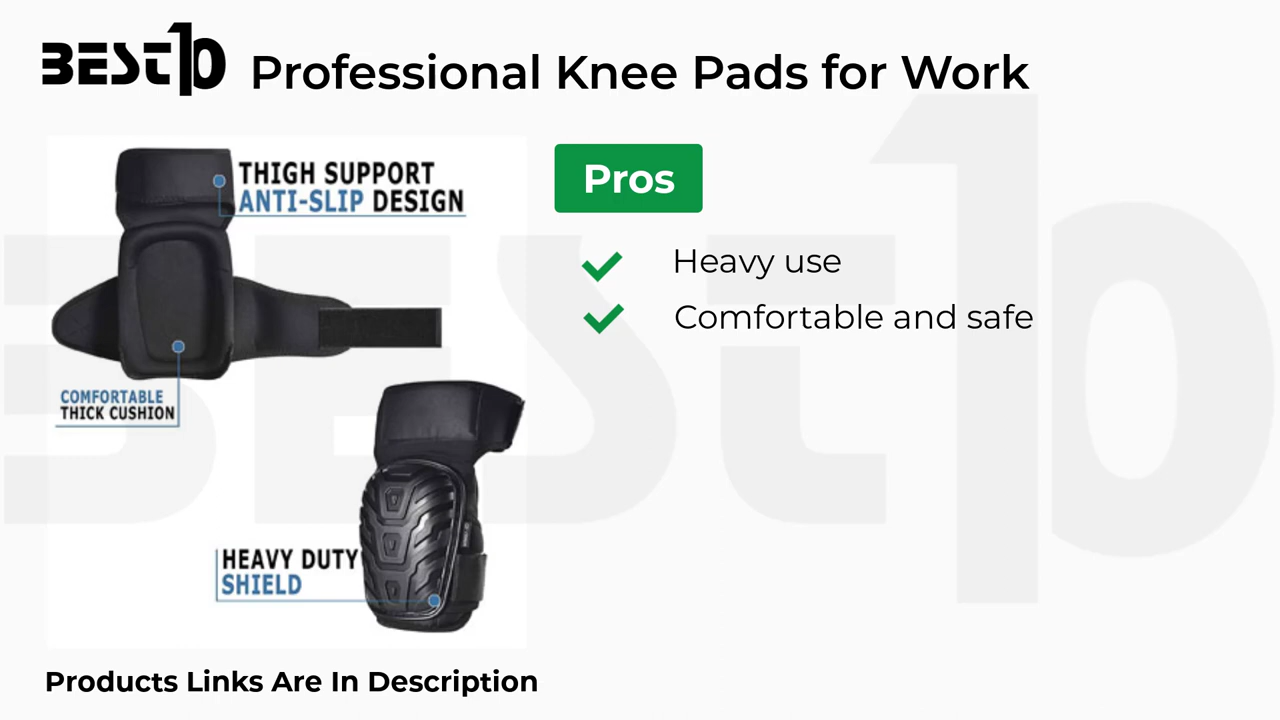 BEST10 Professional Knee Pads for Work
THIGH SUPPORT
ANTI-SLIP DESIGN
COMFORTABLE
THICK CUSHION
HEAVY DUTY
SHIELD
Pros
Heavy use
Comfortable and safe
Products Links Are In Description
BEST10